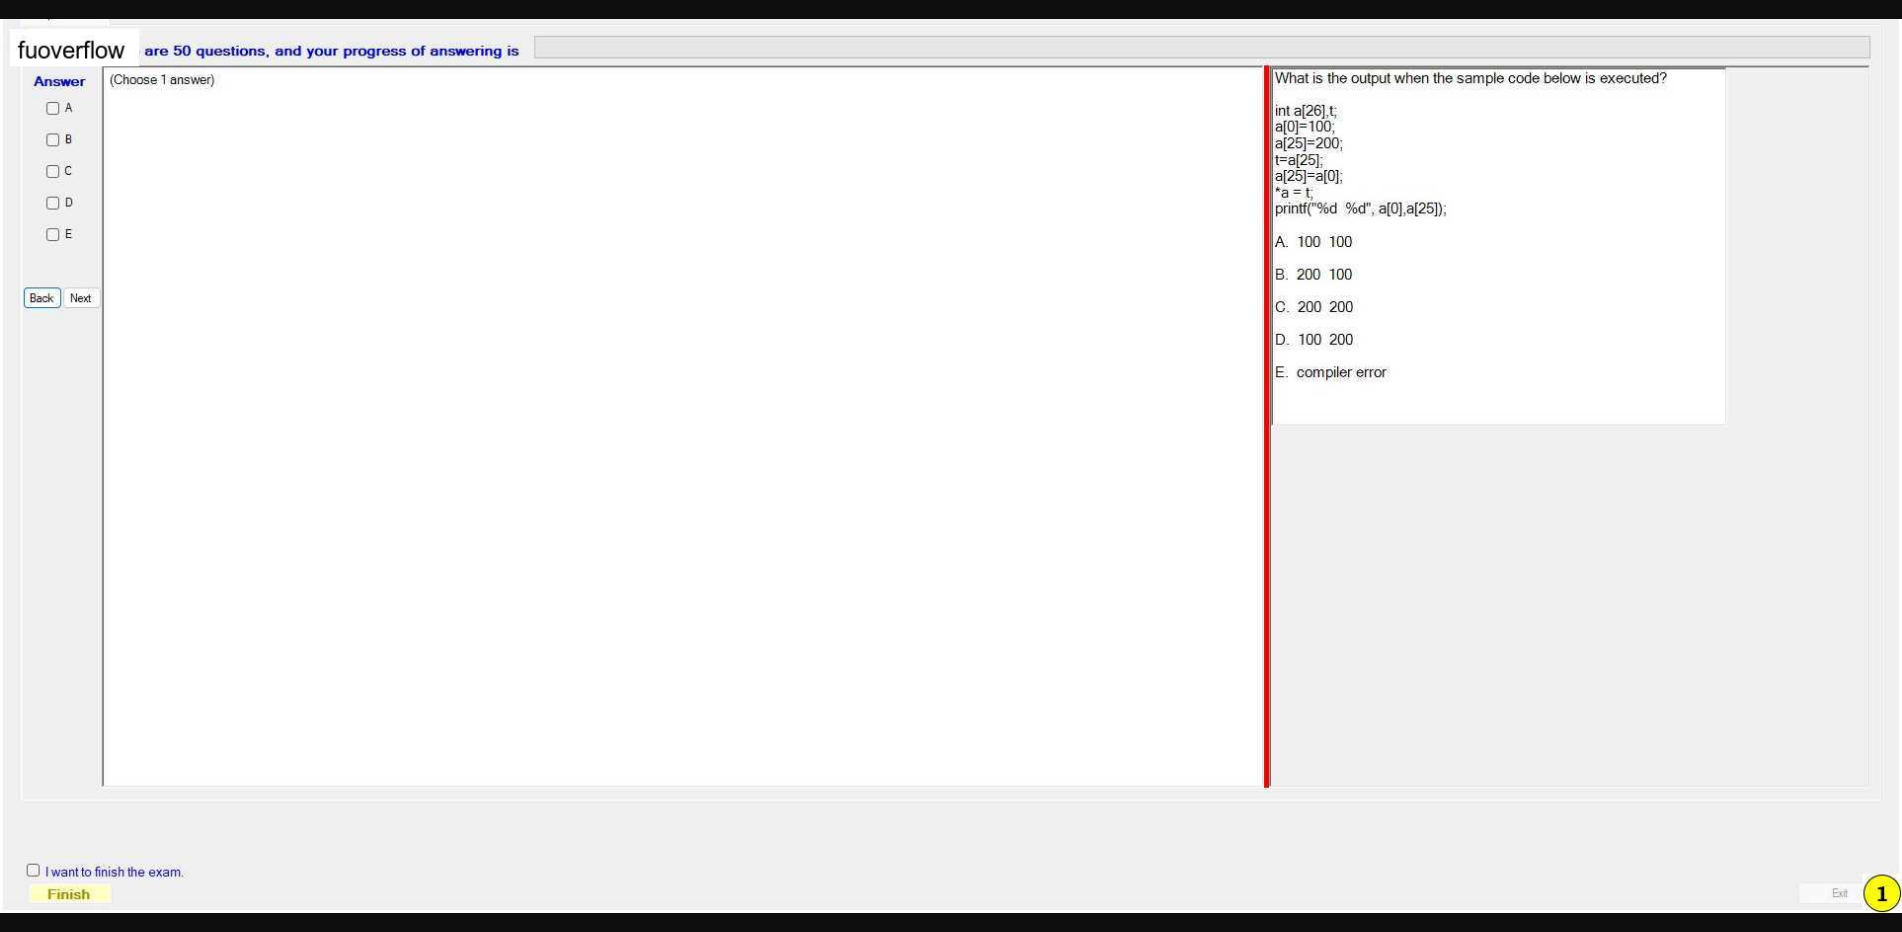 fuoverflow are 50 questions, and your progress of answering is
Answer
(Choose 1 answer)
A
B
C
D
E
Back Next
What is the output when the sample code below is executed?
int a[26],t;
a[0]=100;
a[25]=200;
t=a[25];
a[25]=a[0];
*a = t;
printf("%d  %d", a[0],a[25]);
A.  100  100
B.  200  100
C.  200  200
D.  100  200
E.  compiler error
I want to finish the exam.
Finish
Exit
1